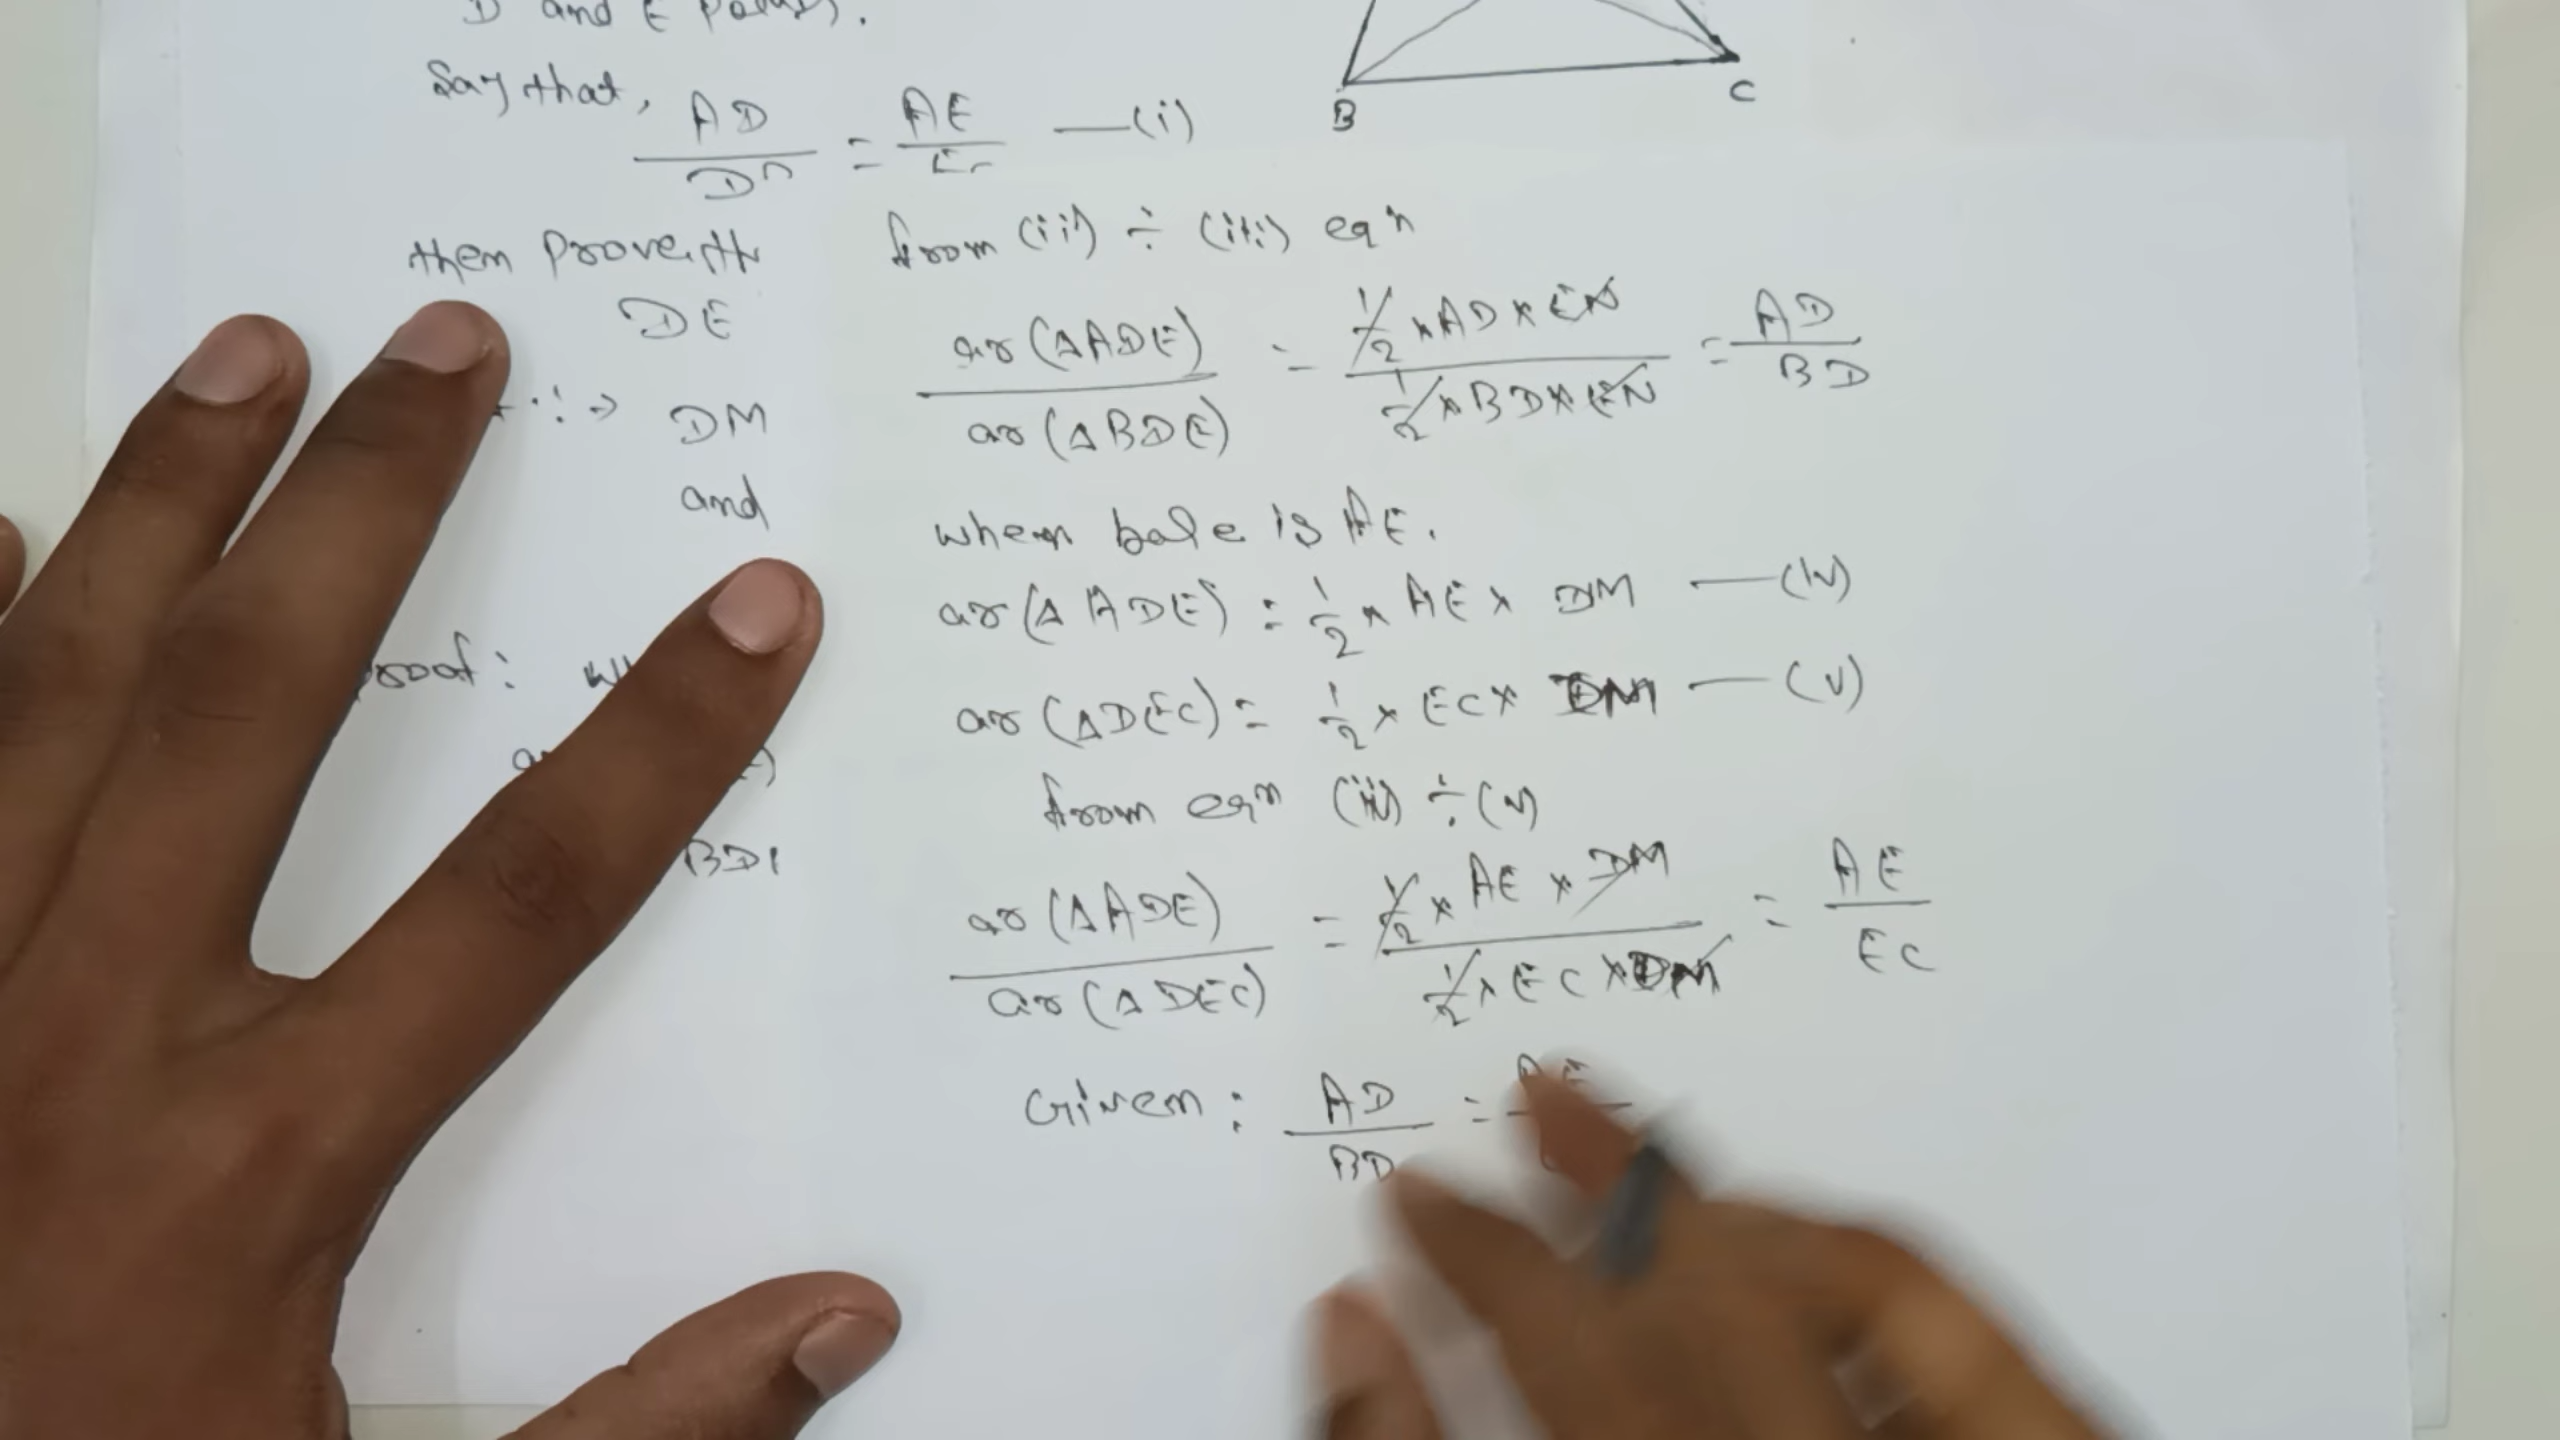 D and E points.
Say that,
AD/DB = AE/EC —(i)
B C
then prove th
DE
∴ → DM
and
proof: w
BD
from (ii) ÷ (iii) eqn
ar(ΔADE)/ar(ΔBDE) = 1/2 × AD × EN / 1/2 × BD × EN = AD/BD
when base is AE.
ar(ΔADE) = 1/2 × AE × DM —(iv)
ar(ΔDEC) = 1/2 × EC × DM —(v)
from eqn (iv) ÷ (v)
ar(ΔADE)/ar(ΔDEC) = 1/2 × AE × DM / 1/2 × EC × DM = AE/EC
Given: AD/BD = AE